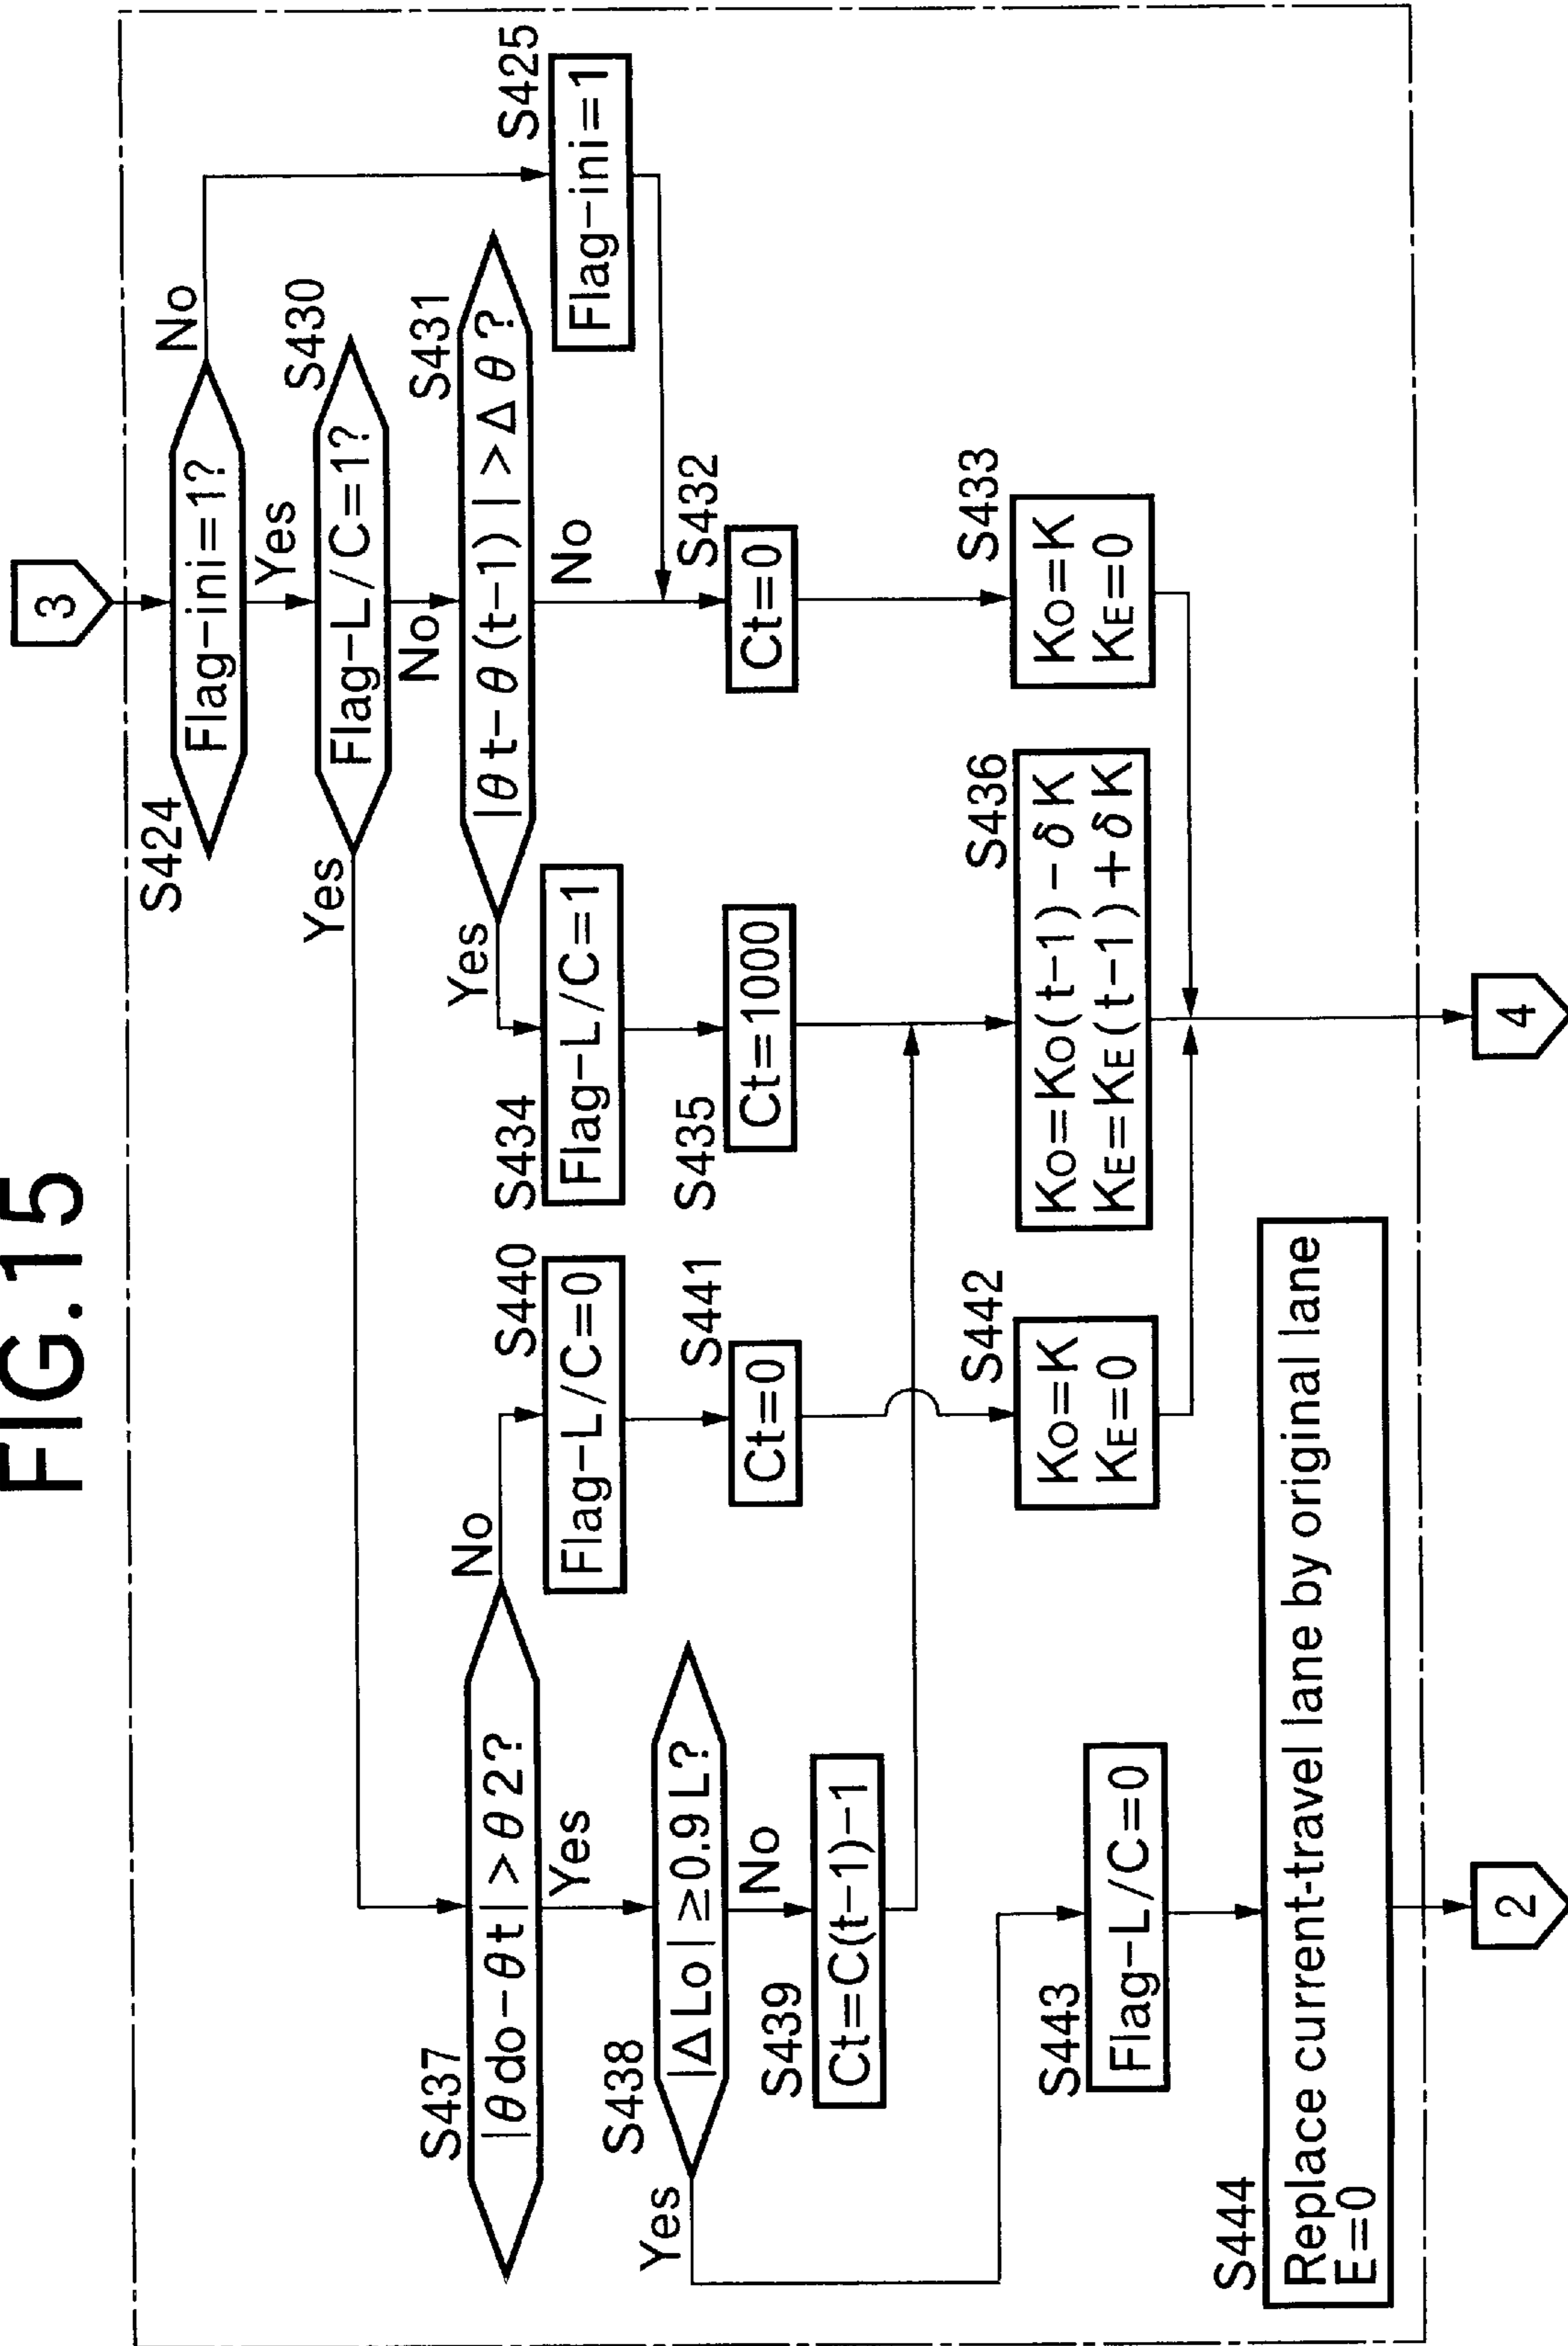 FIG.15
3
S424
Flag-ini=1?
No
Yes
S425
Flag-ini=1
S430
Flag-L/C=1?
Yes
No
S431
|θt-θ(t-1)|>Δθ?
Yes
No
S432
Ct=0
S433
KO=K
KE=0
S434
Flag-L/C=1
S435
Ct=1000
S436
KO=KO(t-1)-δK
KE=KE(t-1)+δK
S437
|θdo-θt|>θ2?
No
Yes
S440
Flag-L/C=0
S441
Ct=0
S442
KO=K
KE=0
S438
|ΔLo|≥0.9L?
Yes
No
S439
Ct=C(t-1)-1
S443
Flag-L/C=0
S444
Replace current-travel lane by original lane
E=0
2
4